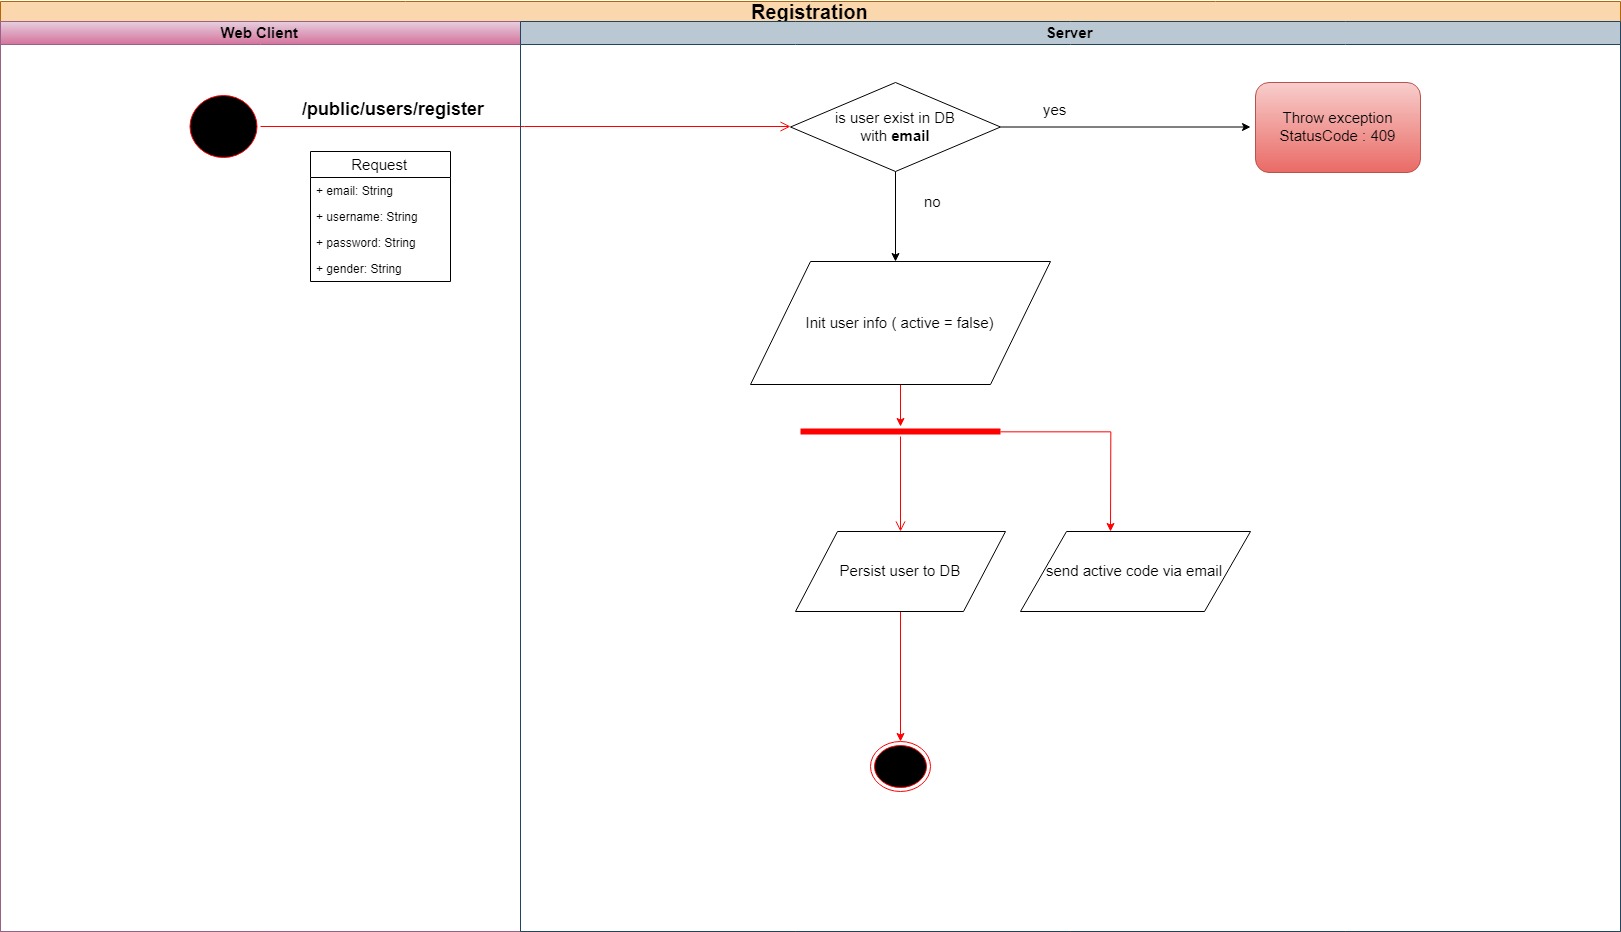 Registration
Web Client
Server
/public/users/register
is user exist in DB
with email
yes
Throw exception
StatusCode : 409
Request
+ email: String
+ username: String
+ password: String
+ gender: String
no
Init user info ( active = false)
Persist user to DB
send active code via email